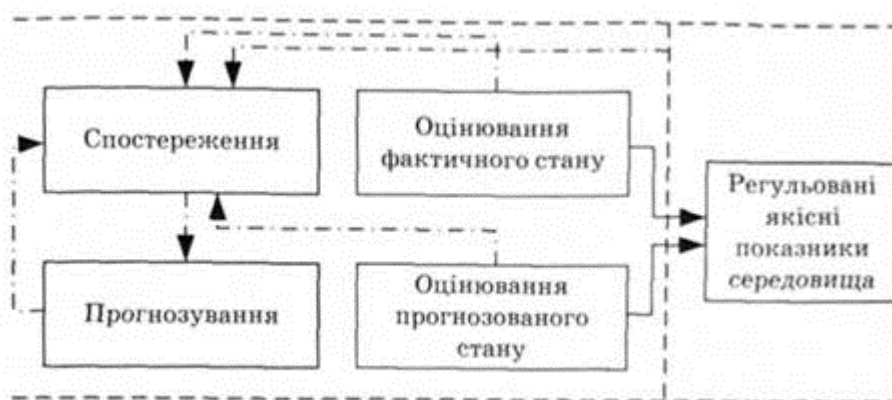 Спостереження
Оцінювання
фактичного стану
Регульовані
якісні
показники
середовища
Прогнозування
Оцінювання
прогнозованого
стану